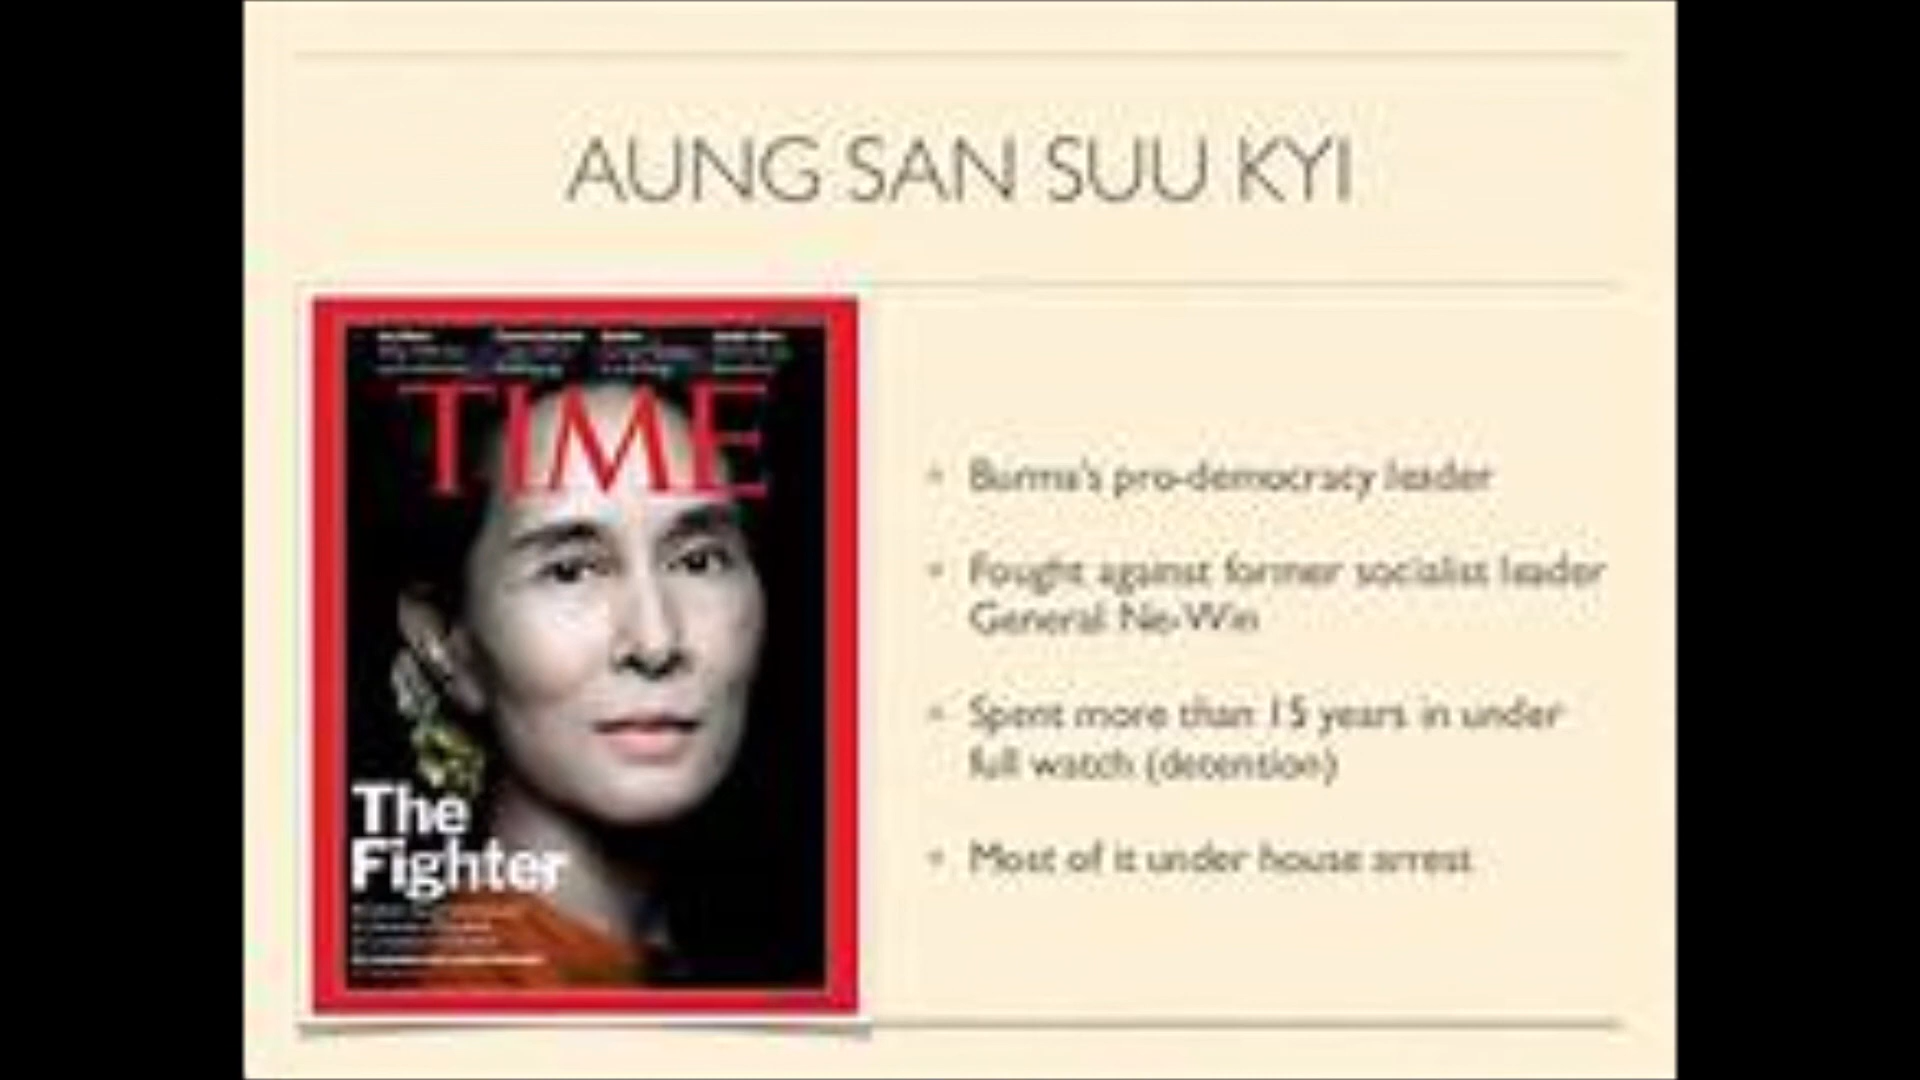 AUNG SAN SUU KYI
TIME
The
Fighter
Burma's pro-democracy leader
Fought against former socialist leader
General Ne-Win
Spent more than 15 years in under
full watch (detention)
Most of it under house arrest